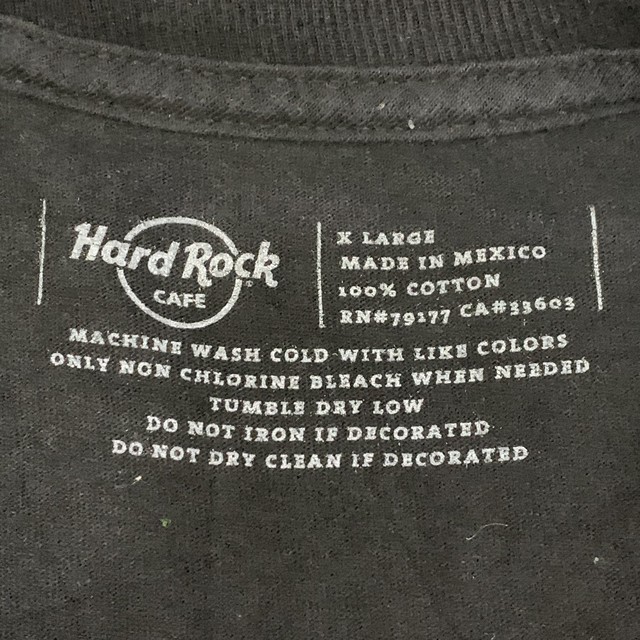 Hard Rock
CAFE
X LARGE
MADE IN MEXICO
100% COTTON
RN#79177 CA#33603
MACHINE WASH COLD WITH LIKE COLORS
ONLY NON CHLORINE BLEACH WHEN NEEDED
TUMBLE DRY LOW
DO NOT IRON IF DECORATED
DO NOT DRY CLEAN IF DECORATED